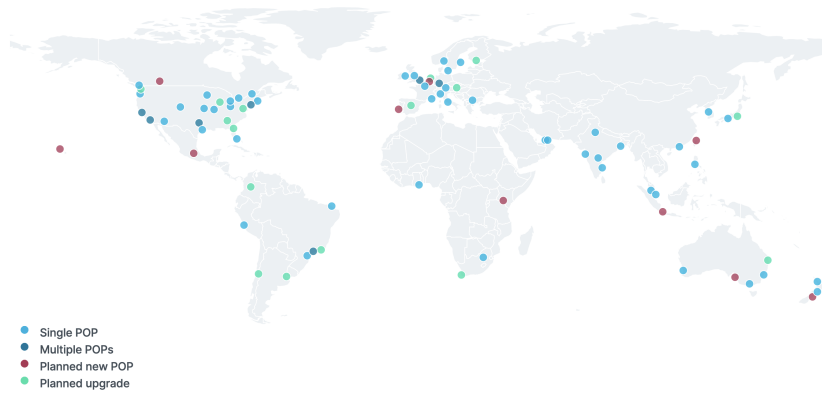 Single POP
Multiple POPs
Planned new POP
Planned upgrade